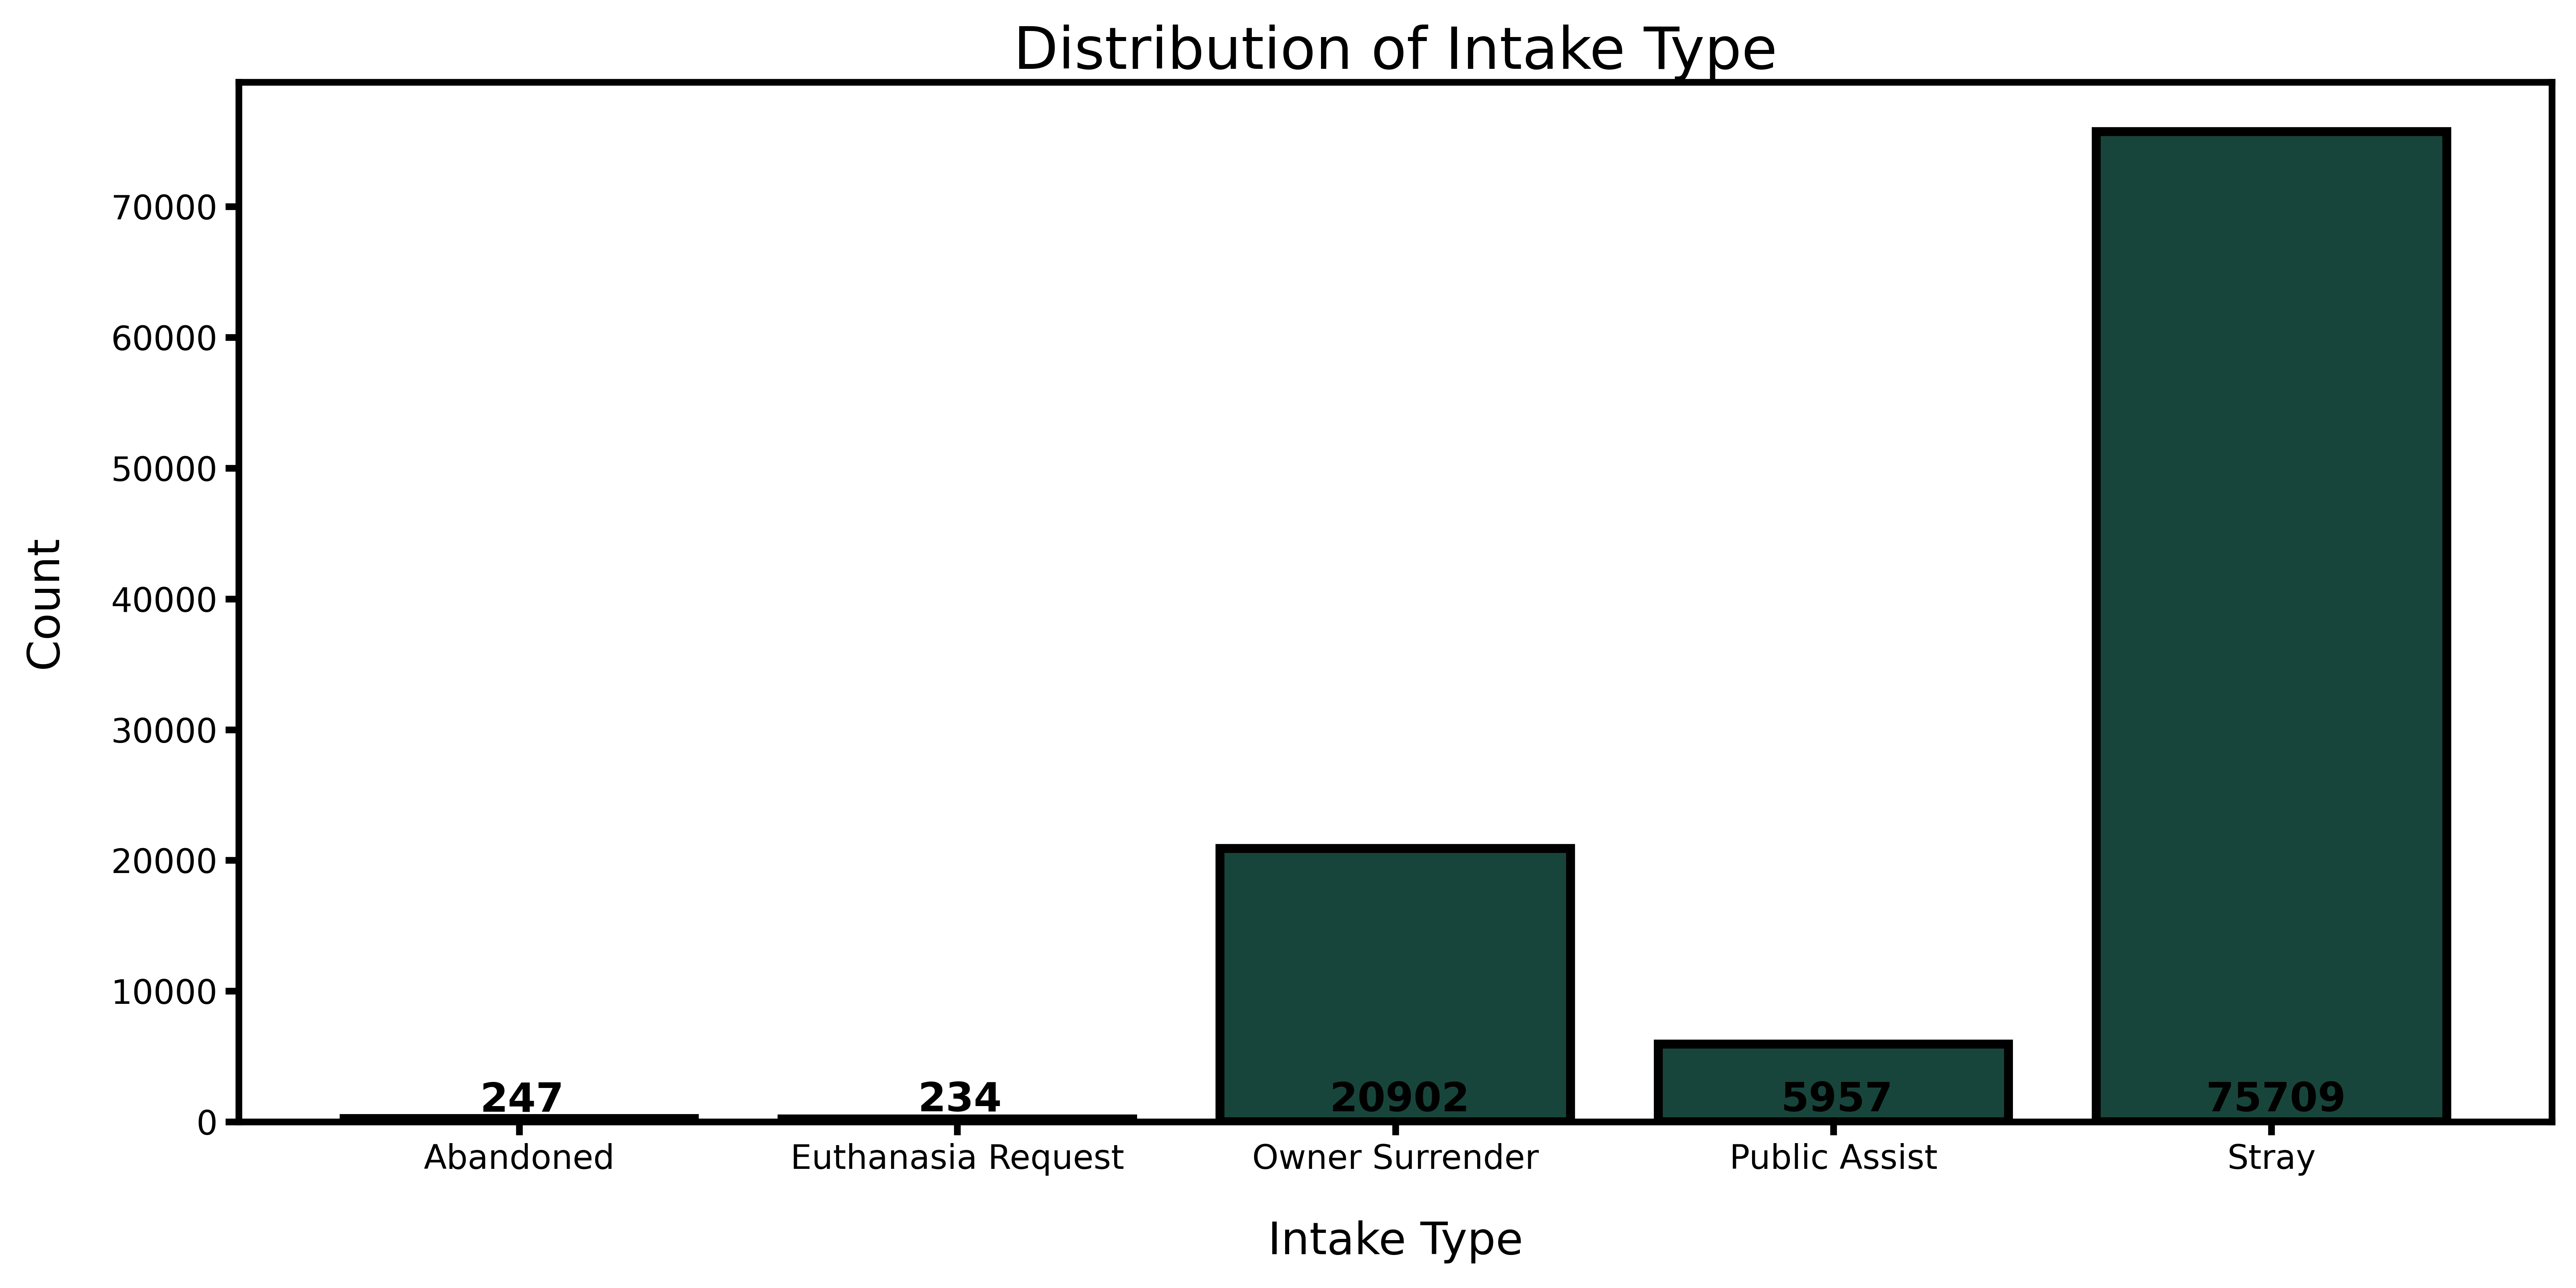 Distribution of Intake Type
Count
70000
60000
50000
40000
30000
20000
10000
0
247
234
20902
5957
75709
Abandoned
Euthanasia Request
Owner Surrender
Public Assist
Stray
Intake Type